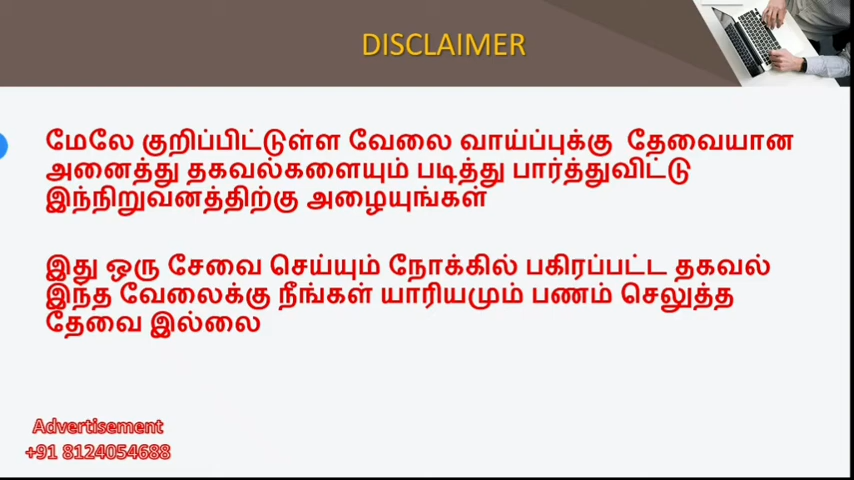 DISCLAIMER
மேலே குறிப்பிட்டுள்ள வேலை வாய்ப்புக்கு தேவையான
அனைத்து தகவல்களையும் படித்து பார்த்துவிட்டு
இந்நிறுவனத்திற்கு அழையுங்கள்
இது ஒரு சேவை செய்யும் நோக்கில் பகிரப்பட்ட தகவல்
இந்த வேலைக்கு நீங்கள் யாரியமும் பணம் செலுத்த
தேவை இல்லை
Advertisement
+91 8124054688